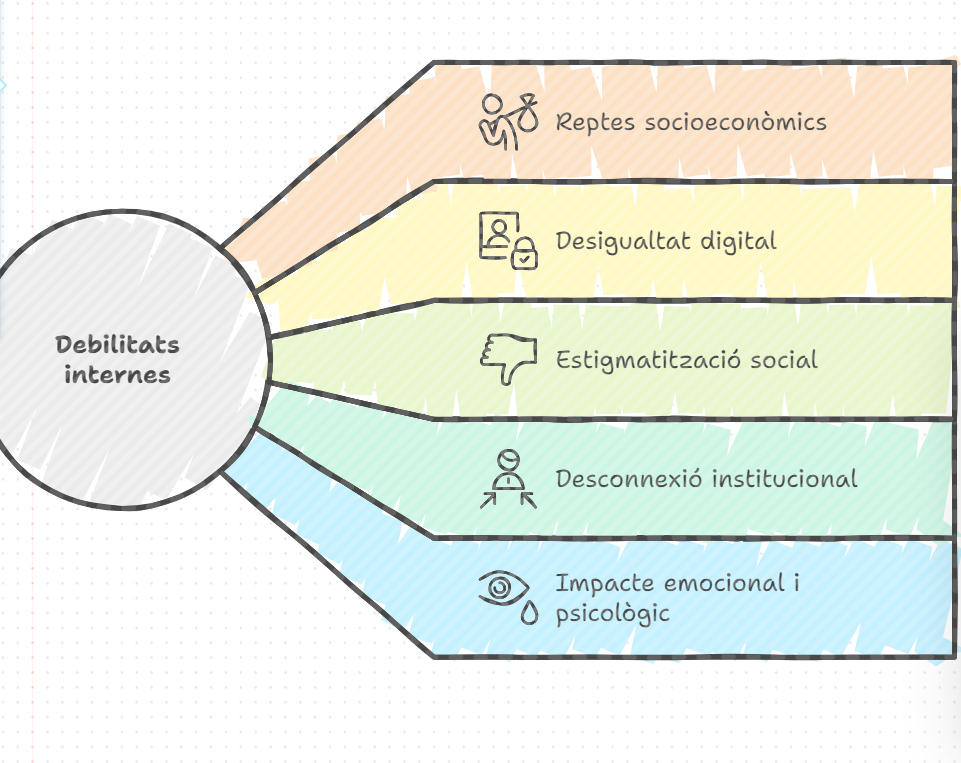 Debilitats
internes
Reptes socioeconòmics
Desigualtat digital
Estigmatització social
Desconnexió institucional
Impacte emocional i
psicològic